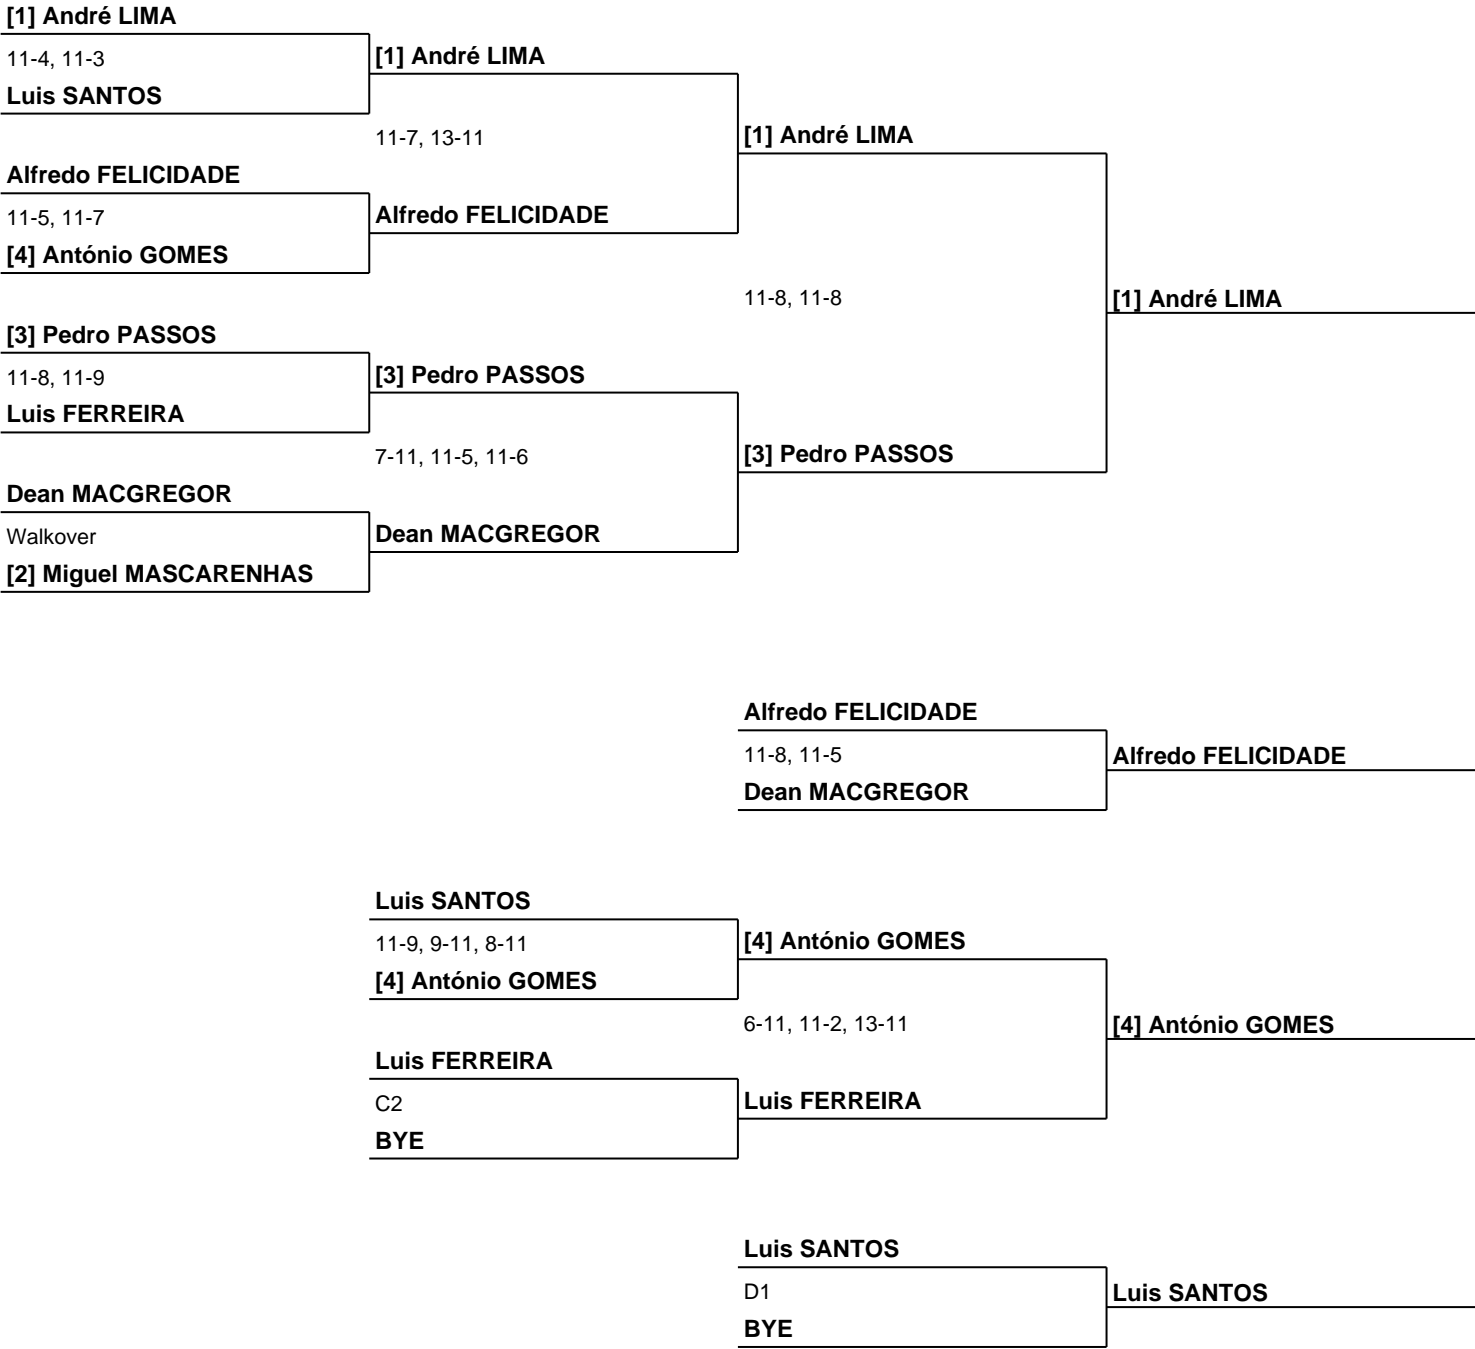 [1] André LIMA
11-4, 11-3
[1] André LIMA
Luis SANTOS
11-7, 13-11
[1] André LIMA
Alfredo FELICIDADE
11-5, 11-7
Alfredo FELICIDADE
[4] António GOMES
11-8, 11-8
[1] André LIMA
[3] Pedro PASSOS
11-8, 11-9
[3] Pedro PASSOS
Luis FERREIRA
7-11, 11-5, 11-6
[3] Pedro PASSOS
Dean MACGREGOR
Walkover
Dean MACGREGOR
[2] Miguel MASCARENHAS
Alfredo FELICIDADE
11-8, 11-5
Alfredo FELICIDADE
Dean MACGREGOR
Luis SANTOS
11-9, 9-11, 8-11
[4] António GOMES
[4] António GOMES
6-11, 11-2, 13-11
[4] António GOMES
Luis FERREIRA
C2
Luis FERREIRA
BYE
Luis SANTOS
D1
Luis SANTOS
BYE